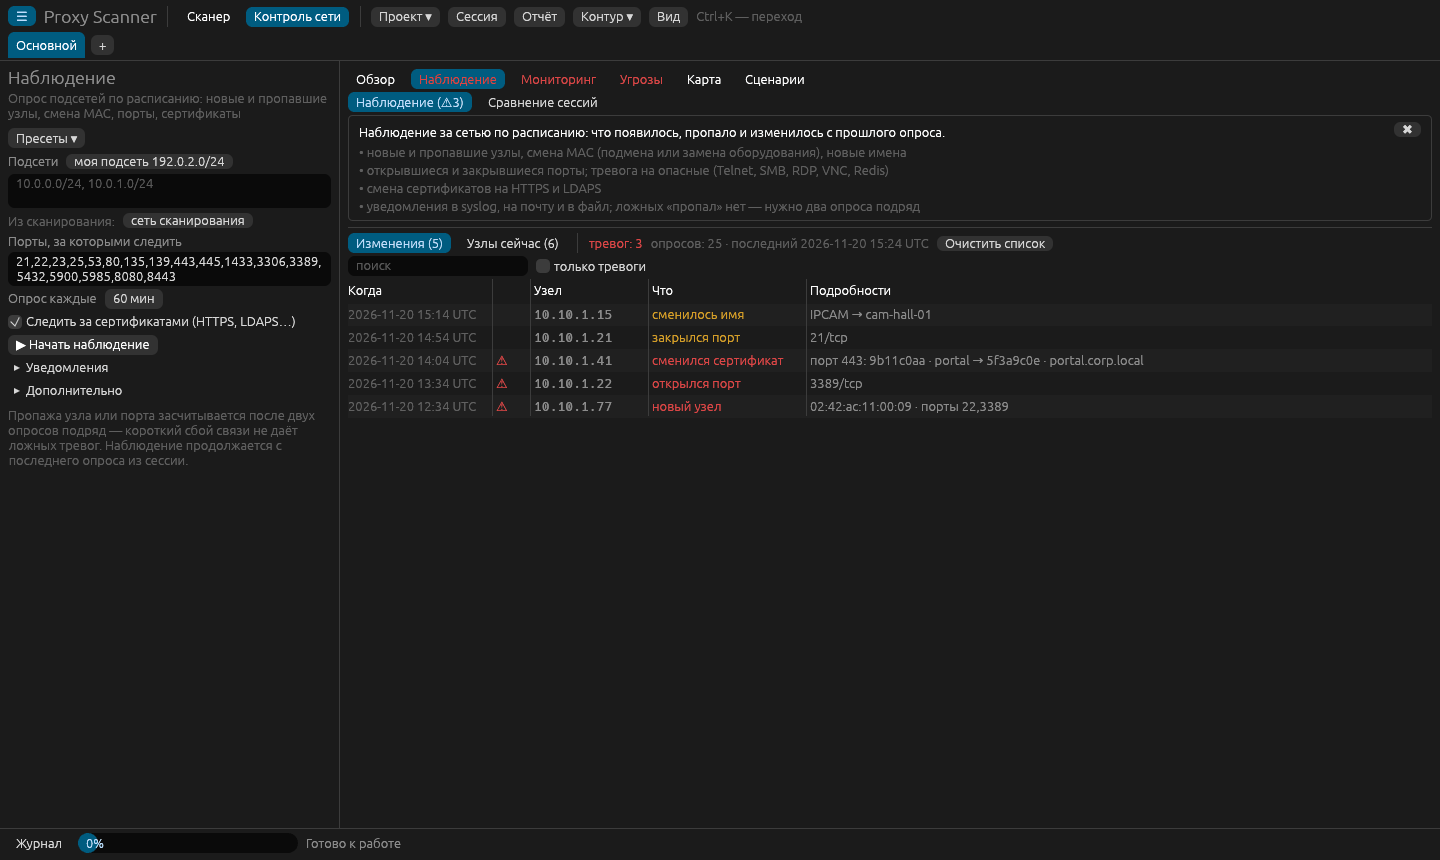 ☰ Proxy Scanner Сканер Контроль сети Проект ▾ Сессия Отчёт Контур ▾ Вид Ctrl+K — переход
Основной +
Наблюдение
Опрос подсетей по расписанию: новые и пропавшие
узлы, смена MAC, порты, сертификаты
Пресеты ▾
Подсети моя подсеть 192.0.2.0/24
10.0.0.0/24, 10.0.1.0/24
Из сканирования: сеть сканирования
Порты, за которыми следить
21,22,23,25,53,80,135,139,443,445,1433,3306,3389,
5432,5900,5985,8080,8443
Опрос каждые 60 мин
Следить за сертификатами (HTTPS, LDAPS…)
▶ Начать наблюдение
▸ Уведомления
▸ Дополнительно
Пропажа узла или порта засчитывается после двух
опросов подряд — короткий сбой связи не даёт
ложных тревог. Наблюдение продолжается с
последнего опроса из сессии.
Обзор Наблюдение Мониторинг Угрозы Карта Сценарии
Наблюдение (⚠3) Сравнение сессий
Наблюдение за сетью по расписанию: что появилось, пропало и изменилось с прошлого опроса. ✖
• новые и пропавшие узлы, смена MAC (подмена или замена оборудования), новые имена
• открывшиеся и закрывшиеся порты; тревога на опасные (Telnet, SMB, RDP, VNC, Redis)
• смена сертификатов на HTTPS и LDAPS
• уведомления в syslog, на почту и в файл; ложных «пропал» нет — нужно два опроса подряд
Изменения (5) Узлы сейчас (6) тревог: 3 опросов: 25 · последний 2026-11-20 15:24 UTC Очистить список
поиск только тревоги
Когда Узел Что Подробности
2026-11-20 15:14 UTC 10.10.1.15 сменилось имя IPCAM → cam-hall-01
2026-11-20 14:54 UTC 10.10.1.21 закрылся порт 21/tcp
2026-11-20 14:04 UTC ⚠ 10.10.1.41 сменился сертификат порт 443: 9b11c0aa · portal → 5f3a9c0e · portal.corp.local
2026-11-20 13:34 UTC ⚠ 10.10.1.22 открылся порт 3389/tcp
2026-11-20 12:34 UTC ⚠ 10.10.1.77 новый узел 02:42:ac:11:00:09 · порты 22,3389
Журнал 0% Готово к работе